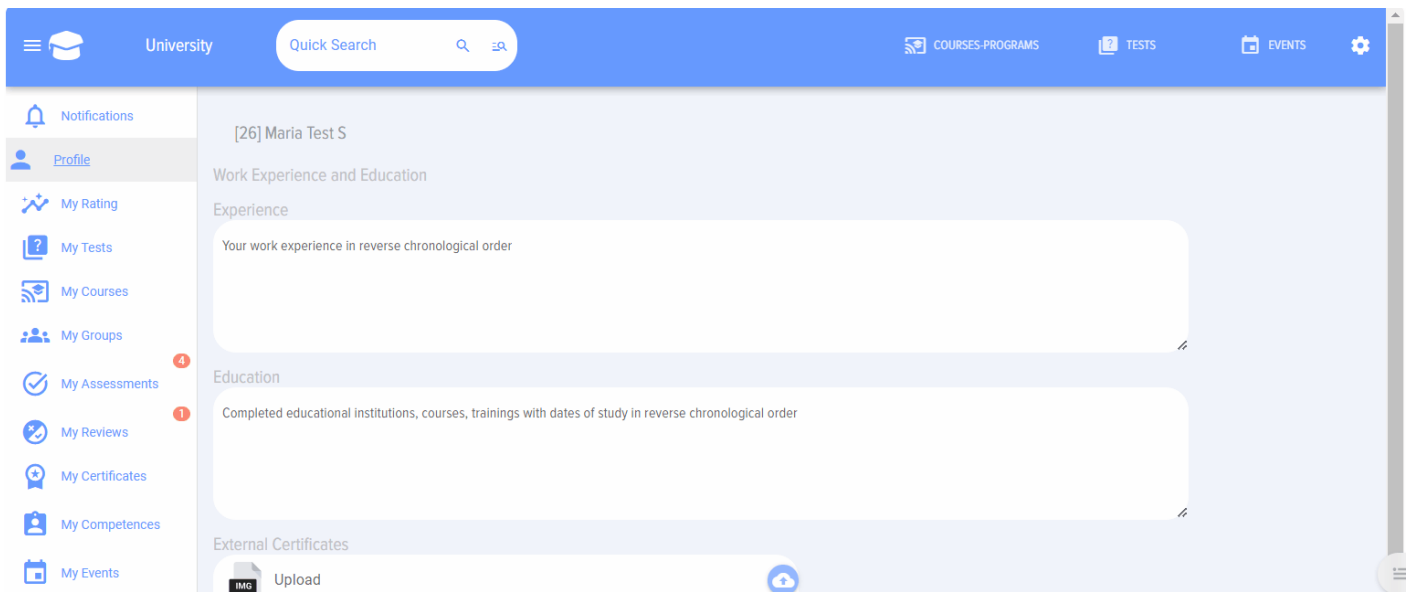 University
Quick Search
COURSES-PROGRAMS
? TESTS
EVENTS
Notifications
[26] Maria Test S
Profile
Work Experience and Education
My Rating
Experience
Your work experience in reverse chronological order
? My Tests
My Courses
My Groups
4
My Assessments
Education
1
Completed educational institutions, courses, trainings with dates of study in reverse chronological order
My Reviews
My Certificates
My Competences
External Certificates
My Events
IMG Upload